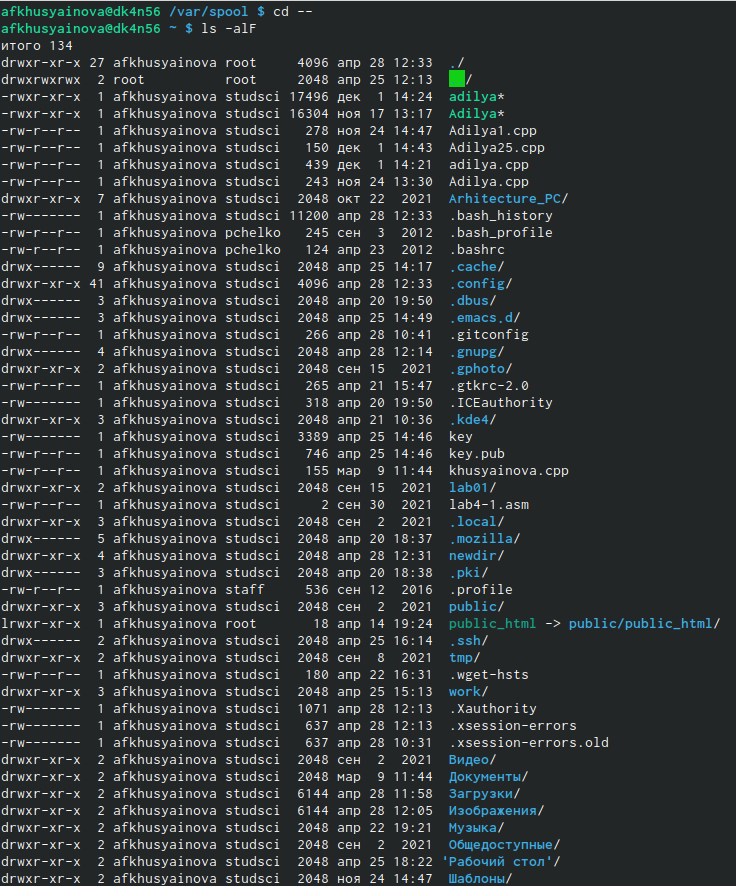 afkhusyainova@dk4n56 /var/spool $ cd --
afkhusyainova@dk4n56 ~ $ ls -alF
итого 134
drwxr-xr-x 27 afkhusyainova root     4096 апр 28 12:33  ./
drwxrwxrwx  2 root          root     2048 апр 25 12:13  ../
-rwxr-xr-x  1 afkhusyainova studsci 17496 дек  1 14:24  adilya*
-rwxr-xr-x  1 afkhusyainova studsci 16304 ноя 17 13:17  Adilya*
-rw-r--r--  1 afkhusyainova studsci   278 ноя 24 14:47  Adilya1.cpp
-rw-r--r--  1 afkhusyainova studsci   150 дек  1 14:43  Adilya25.cpp
-rw-r--r--  1 afkhusyainova studsci   439 дек  1 14:21  adilya.cpp
-rw-r--r--  1 afkhusyainova studsci   243 ноя 24 13:30  Adilya.cpp
drwxr-xr-x  7 afkhusyainova studsci  2048 окт 22  2021  Arhitecture_PC/
-rw-------  1 afkhusyainova studsci 11200 апр 28 12:33  .bash_history
-rw-r--r--  1 afkhusyainova pchelko   245 сен  3  2012  .bash_profile
-rw-r--r--  1 afkhusyainova pchelko   124 апр 23  2012  .bashrc
drwx------  9 afkhusyainova studsci  2048 апр 25 14:17  .cache/
drwxr-xr-x 41 afkhusyainova studsci  4096 апр 28 12:33  .config/
drwx------  3 afkhusyainova studsci  2048 апр 20 19:50  .dbus/
drwx------  3 afkhusyainova studsci  2048 апр 25 14:49  .emacs.d/
-rw-r--r--  1 afkhusyainova studsci   266 апр 28 10:41  .gitconfig
drwx------  4 afkhusyainova studsci  2048 апр 28 12:14  .gnupg/
drwxr-xr-x  2 afkhusyainova studsci  2048 сен 15  2021  .gphoto/
-rw-r--r--  1 afkhusyainova studsci   265 апр 21 15:47  .gtkrc-2.0
-rw-------  1 afkhusyainova studsci   318 апр 20 19:50  .ICEauthority
drwxr-xr-x  3 afkhusyainova studsci  2048 апр 21 10:36  .kde4/
-rw-------  1 afkhusyainova studsci  3389 апр 25 14:46  key
-rw-r--r--  1 afkhusyainova studsci   746 апр 25 14:46  key.pub
-rw-r--r--  1 afkhusyainova studsci   155 мар  9 11:44  khusyainova.cpp
drwxr-xr-x  2 afkhusyainova studsci  2048 сен 15  2021  lab01/
-rw-r--r--  1 afkhusyainova studsci     2 сен 30  2021  lab4-1.asm
drwxr-xr-x  3 afkhusyainova studsci  2048 сен  2  2021  .local/
drwx------  5 afkhusyainova studsci  2048 апр 20 18:37  .mozilla/
drwxr-xr-x  4 afkhusyainova studsci  2048 апр 28 12:31  newdir/
drwx------  3 afkhusyainova studsci  2048 апр 20 18:38  .pki/
-rw-r--r--  1 afkhusyainova staff     536 сен 12  2016  .profile
drwxr-xr-x  3 afkhusyainova studsci  2048 сен  2  2021  public/
lrwxr-xr-x  1 afkhusyainova root       18 апр 14 19:24  public_html -> public/public_html/
drwx------  2 afkhusyainova studsci  2048 апр 25 16:14  .ssh/
drwxr-xr-x  2 afkhusyainova studsci  2048 сен  8  2021  tmp/
-rw-r--r--  1 afkhusyainova studsci   180 апр 22 16:31  .wget-hsts
drwxr-xr-x  3 afkhusyainova studsci  2048 апр 25 15:13  work/
-rw-------  1 afkhusyainova studsci  1071 апр 28 12:13  .Xauthority
-rw-------  1 afkhusyainova studsci   637 апр 28 12:13  .xsession-errors
-rw-------  1 afkhusyainova studsci   637 апр 28 10:31  .xsession-errors.old
drwxr-xr-x  2 afkhusyainova studsci  2048 сен  2  2021  Видео/
drwxr-xr-x  2 afkhusyainova studsci  2048 мар  9 11:44  Документы/
drwxr-xr-x  2 afkhusyainova studsci  6144 апр 28 11:58  Загрузки/
drwxr-xr-x  2 afkhusyainova studsci  6144 апр 28 12:05  Изображения/
drwxr-xr-x  2 afkhusyainova studsci  2048 апр 22 19:21  Музыка/
drwxr-xr-x  2 afkhusyainova studsci  2048 сен  2  2021  Общедоступные/
drwxr-xr-x  2 afkhusyainova studsci  2048 апр 25 18:22 'Рабочий стол'/
drwxr-xr-x  2 afkhusyainova studsci  2048 ноя 24 14:47  Шаблоны/